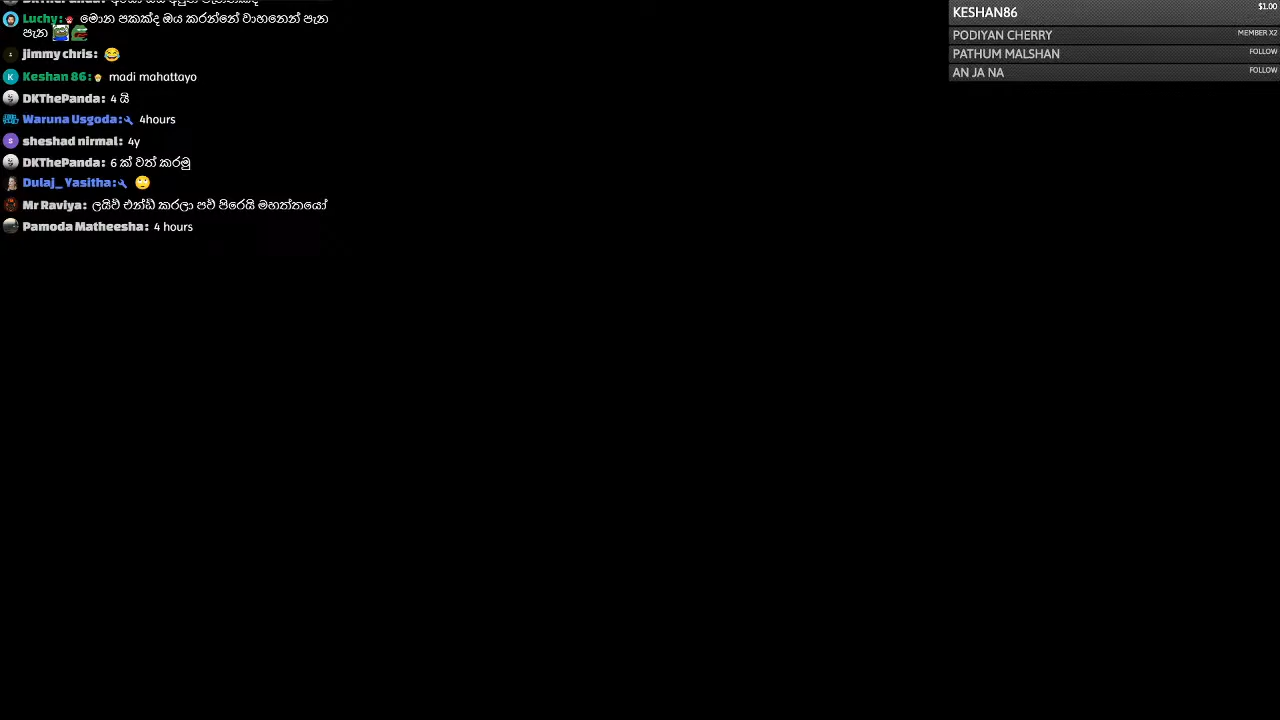 Luchy: මොන පකක්ද ඔය කරන්නේ වාහනෙන් පැන
පැන
jimmy chris: 😂
Keshan 86: madi mahattayo
DKThePanda: 4 යි
Waruna Usgoda: 4hours
sheshad nirmal: 4y
DKThePanda: 6 ක් වත් කරමු
Dulaj_Yasitha: 🙄
Mr Raviya: ලයිව් එන්ඩ් කරලා පව් පිරෙයි මහත්තයෝ
Pamoda Matheesha: 4 hours
KESHAN86 $1.00
PODIYAN CHERRY MEMBER X2
PATHUM MALSHAN FOLLOW
AN JA NA FOLLOW